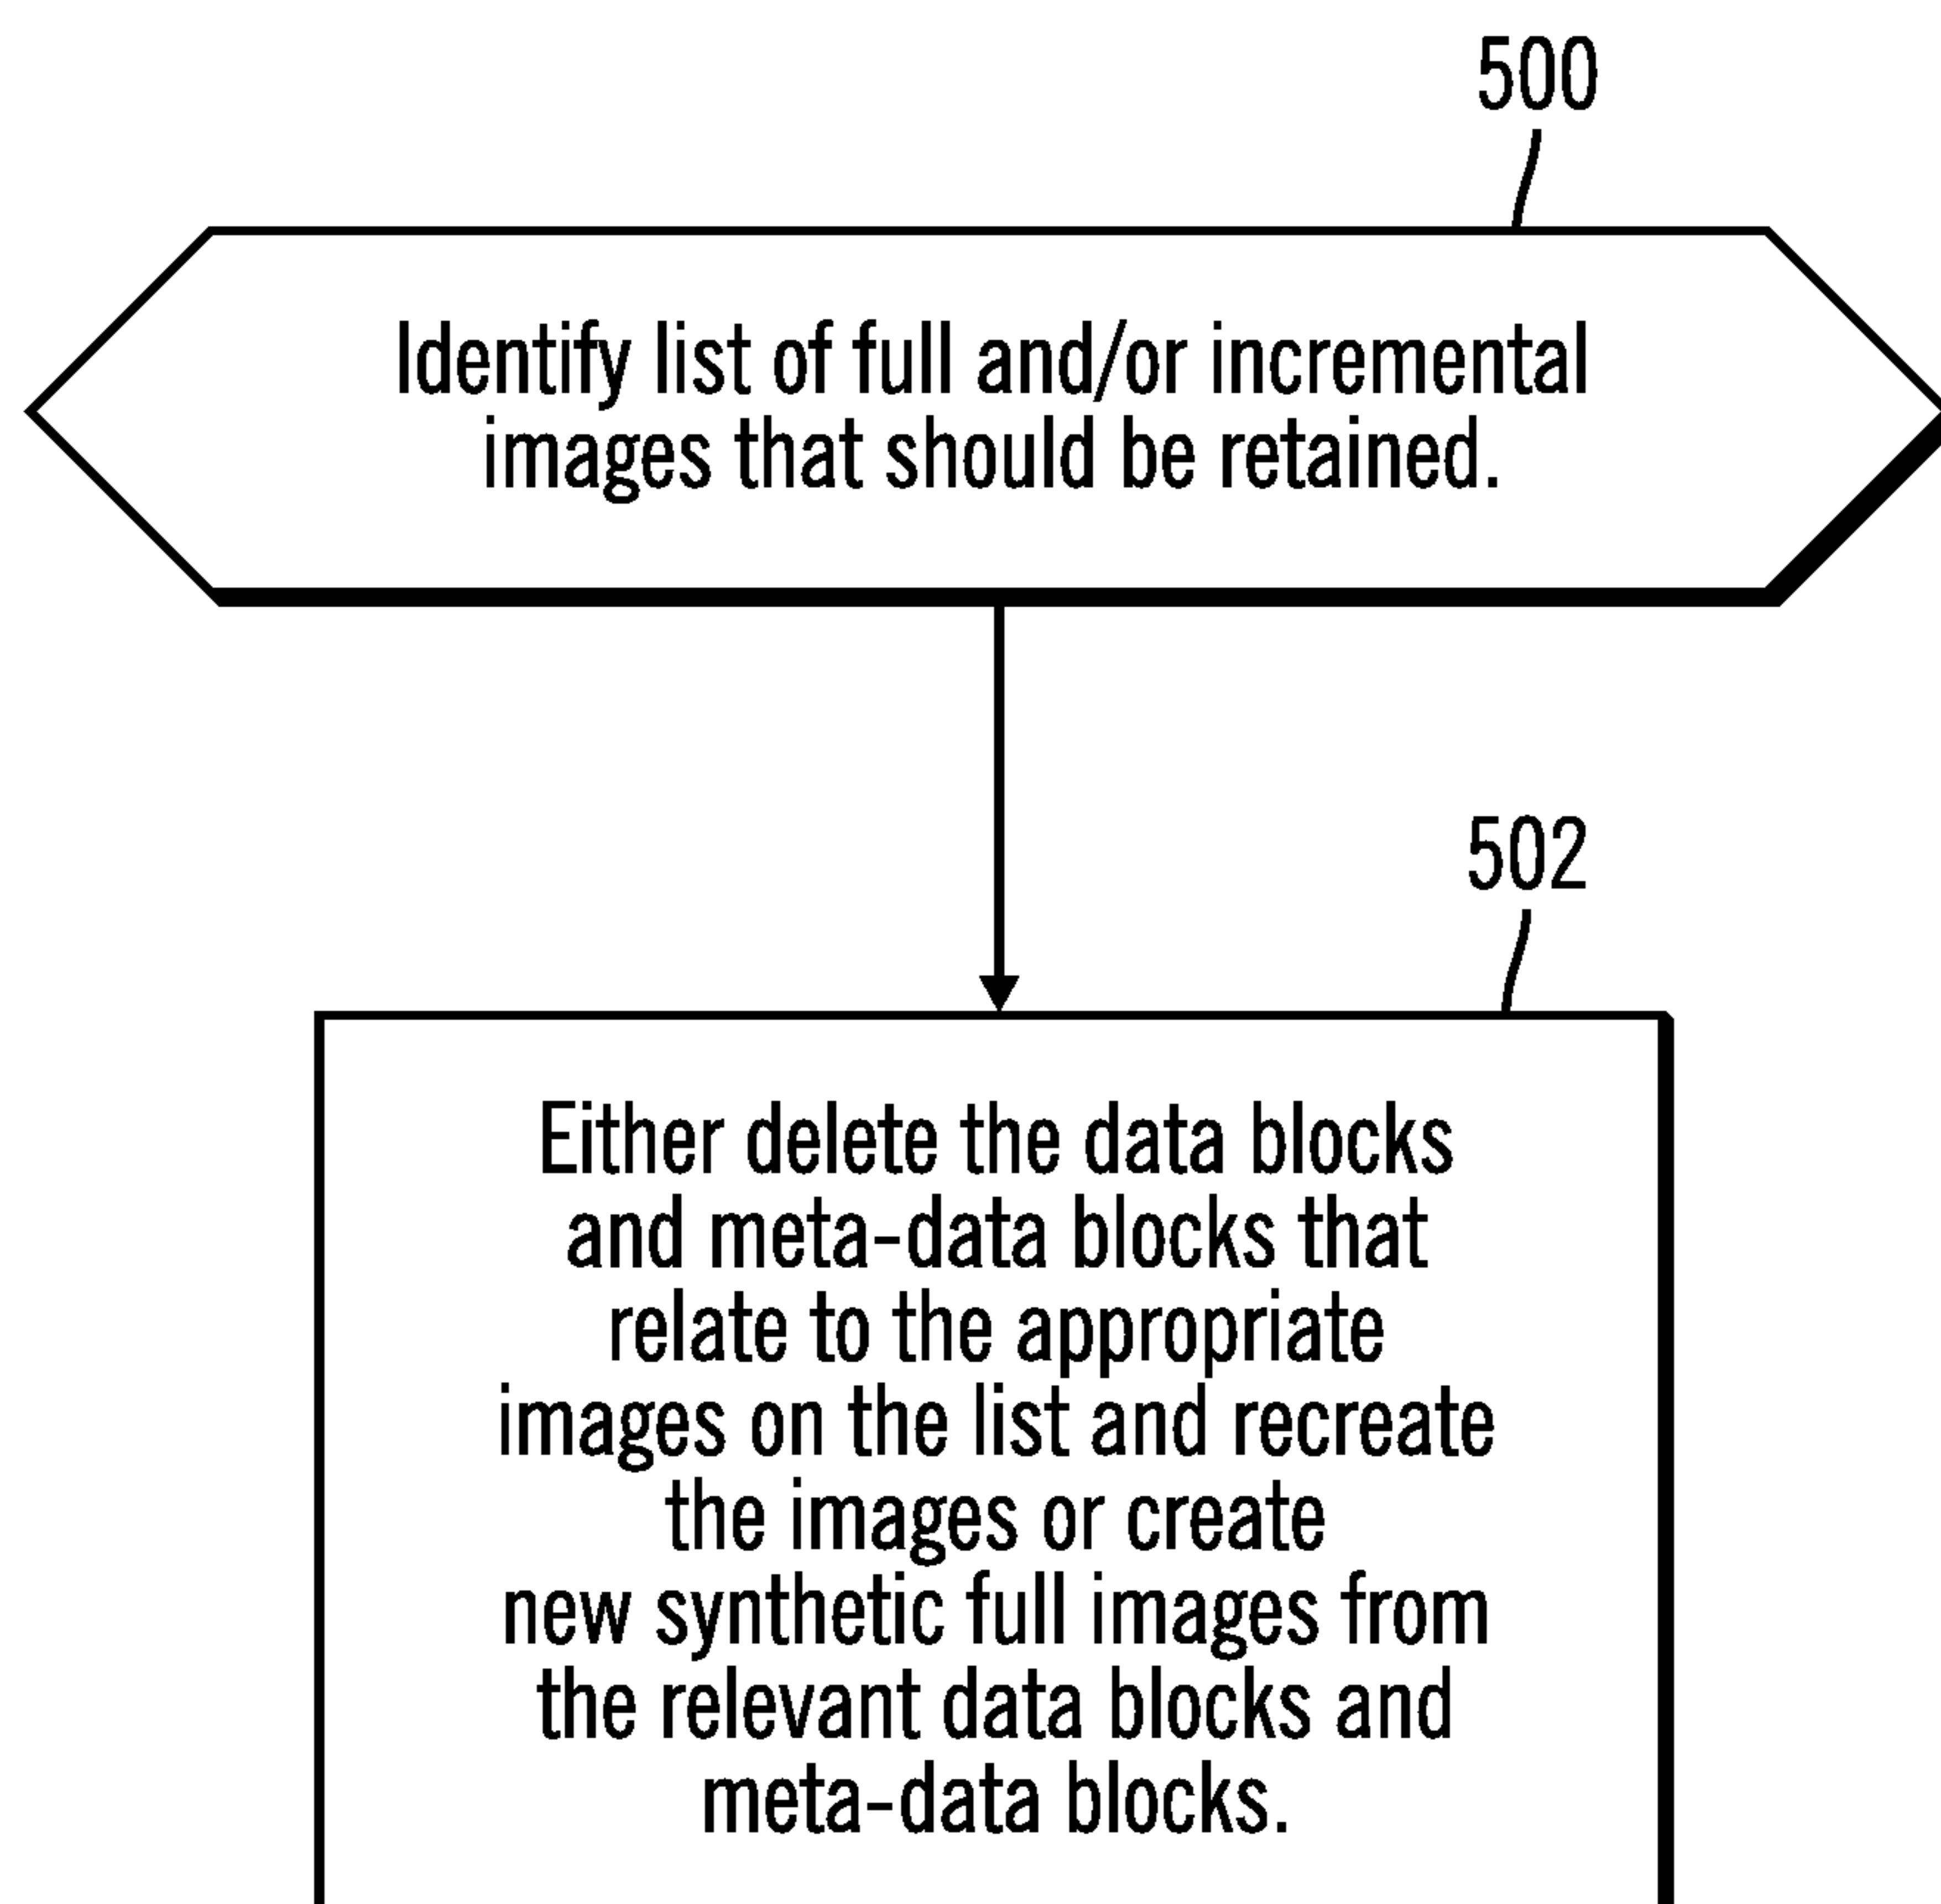 500
Identify list of full and/or incremental
images that should be retained.
502
Either delete the data blocks
and meta-data blocks that
relate to the appropriate
images on the list and recreate
the images or create
new synthetic full images from
the relevant data blocks and
meta-data blocks.